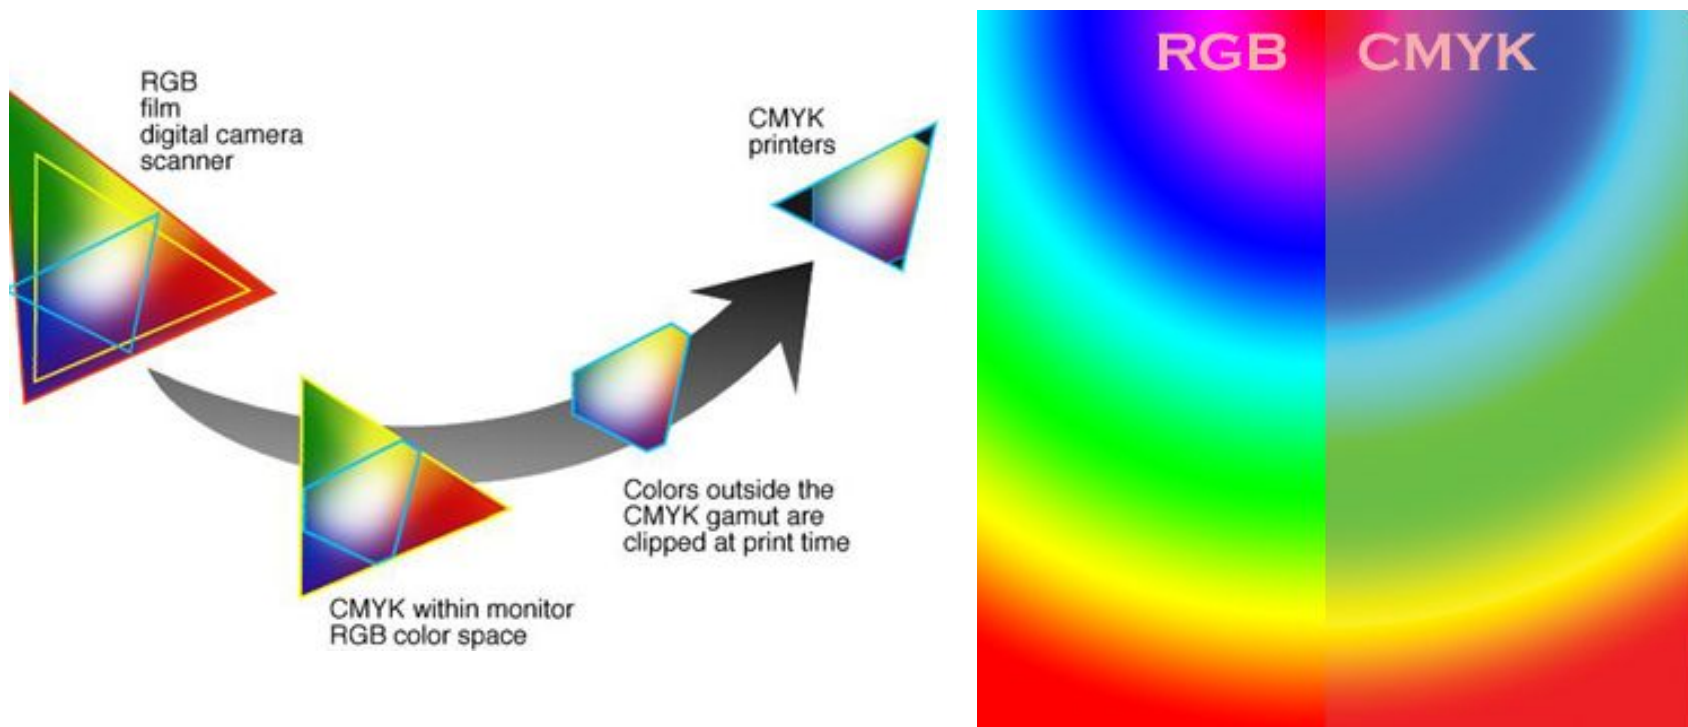 RGB
film
digital camera
scanner
CMYK
printers
Colors outside the
CMYK gamut are
clipped at print time
CMYK within monitor
RGB color space
RGB CMYK